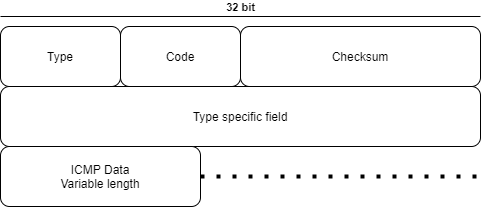 32 bit
Type
Code
Checksum
Type specific field
ICMP Data
Variable length